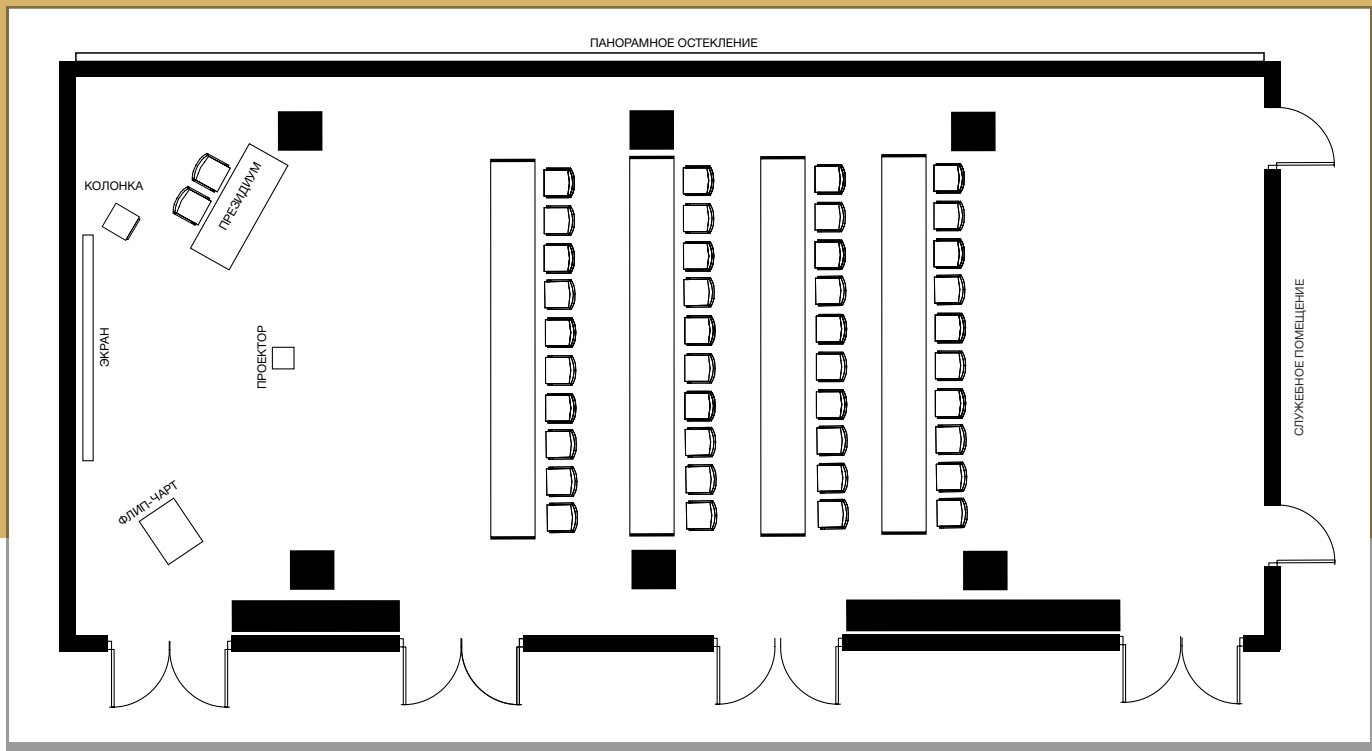 ПАНОРАМНОЕ ОСТЕКЛЕНИЕ
КОЛОНКА
ПРЕЗИДИУМ
ЭКРАН
ПРОЕКТОР
СЛУЖЕБНОЕ ПОМЕЩЕНИЕ
ФЛИП-ЧАРТ